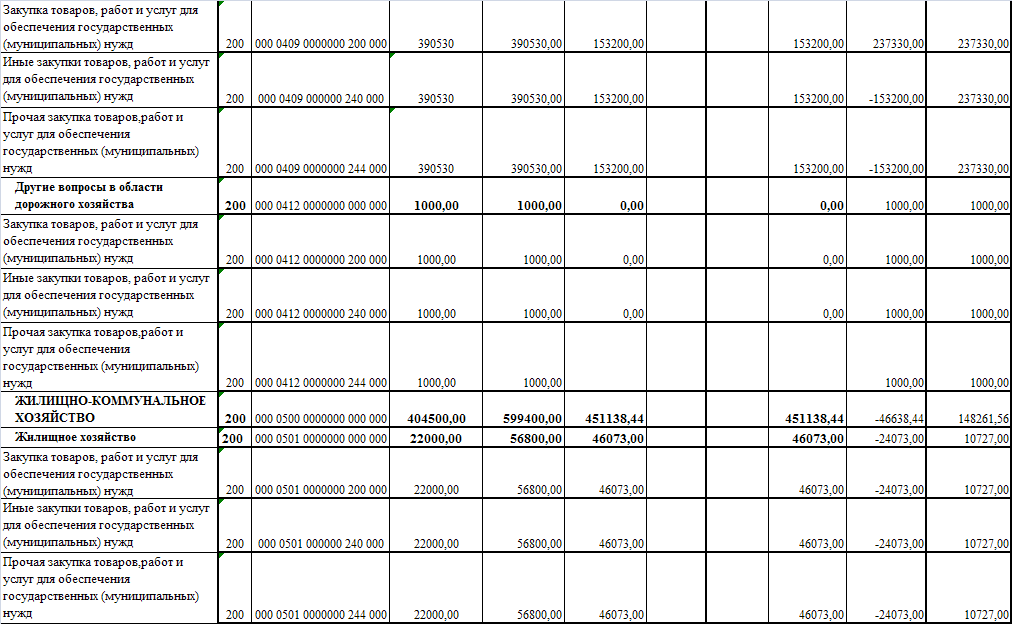 Закупка товаров, работ и услуг для
обеспечения государственных
(муниципальных) нужд 200 000 0409 0000000 200 000 390530 390530,00 153200,00 153200,00 237330,00 237330,00
Иные закупки товаров, работ и услуг
для обеспечения государственных
(муниципальных) нужд 200 000 0409 000000 240 000 390530 390530,00 153200,00 153200,00 -153200,00 237330,00
Прочая закупка товаров,работ и
услуг для обеспечения
государственных (муниципальных)
нужд 200 000 0409 0000000 244 000 390530 390530,00 153200,00 153200,00 -153200,00 237330,00
Другие вопросы в области
дорожного хозяйства 200 000 0412 0000000 000 000 1000,00 1000,00 0,00 0,00 1000,00 1000,00
Закупка товаров, работ и услуг для
обеспечения государственных
(муниципальных) нужд 200 000 0412 0000000 200 000 1000,00 1000,00 0,00 0,00 1000,00 1000,00
Иные закупки товаров, работ и услуг
для обеспечения государственных
(муниципальных) нужд 200 000 0412 0000000 240 000 1000,00 1000,00 0,00 0,00 1000,00 1000,00
Прочая закупка товаров,работ и
услуг для обеспечения
государственных (муниципальных)
нужд 200 000 0412 0000000 244 000 1000,00 1000,00 1000,00 1000,00
ЖИЛИЩНО-КОММУНАЛЬНОЕ
ХОЗЯЙСТВО 200 000 0500 0000000 000 000 404500,00 599400,00 451138,44 451138,44 -46638,44 148261,56
Жилищное хозяйство 200 000 0501 0000000 000 000 22000,00 56800,00 46073,00 46073,00 -24073,00 10727,00
Закупка товаров, работ и услуг для
обеспечения государственных
(муниципальных) нужд 200 000 0501 0000000 200 000 22000,00 56800,00 46073,00 46073,00 -24073,00 10727,00
Иные закупки товаров, работ и услуг
для обеспечения государственных
(муниципальных) нужд 200 000 0501 000000 240 000 22000,00 56800,00 46073,00 46073,00 -24073,00 10727,00
Прочая закупка товаров,работ и
услуг для обеспечения
государственных (муниципальных)
нужд 200 000 0501 0000000 244 000 22000,00 56800,00 46073,00 46073,00 -24073,00 10727,00